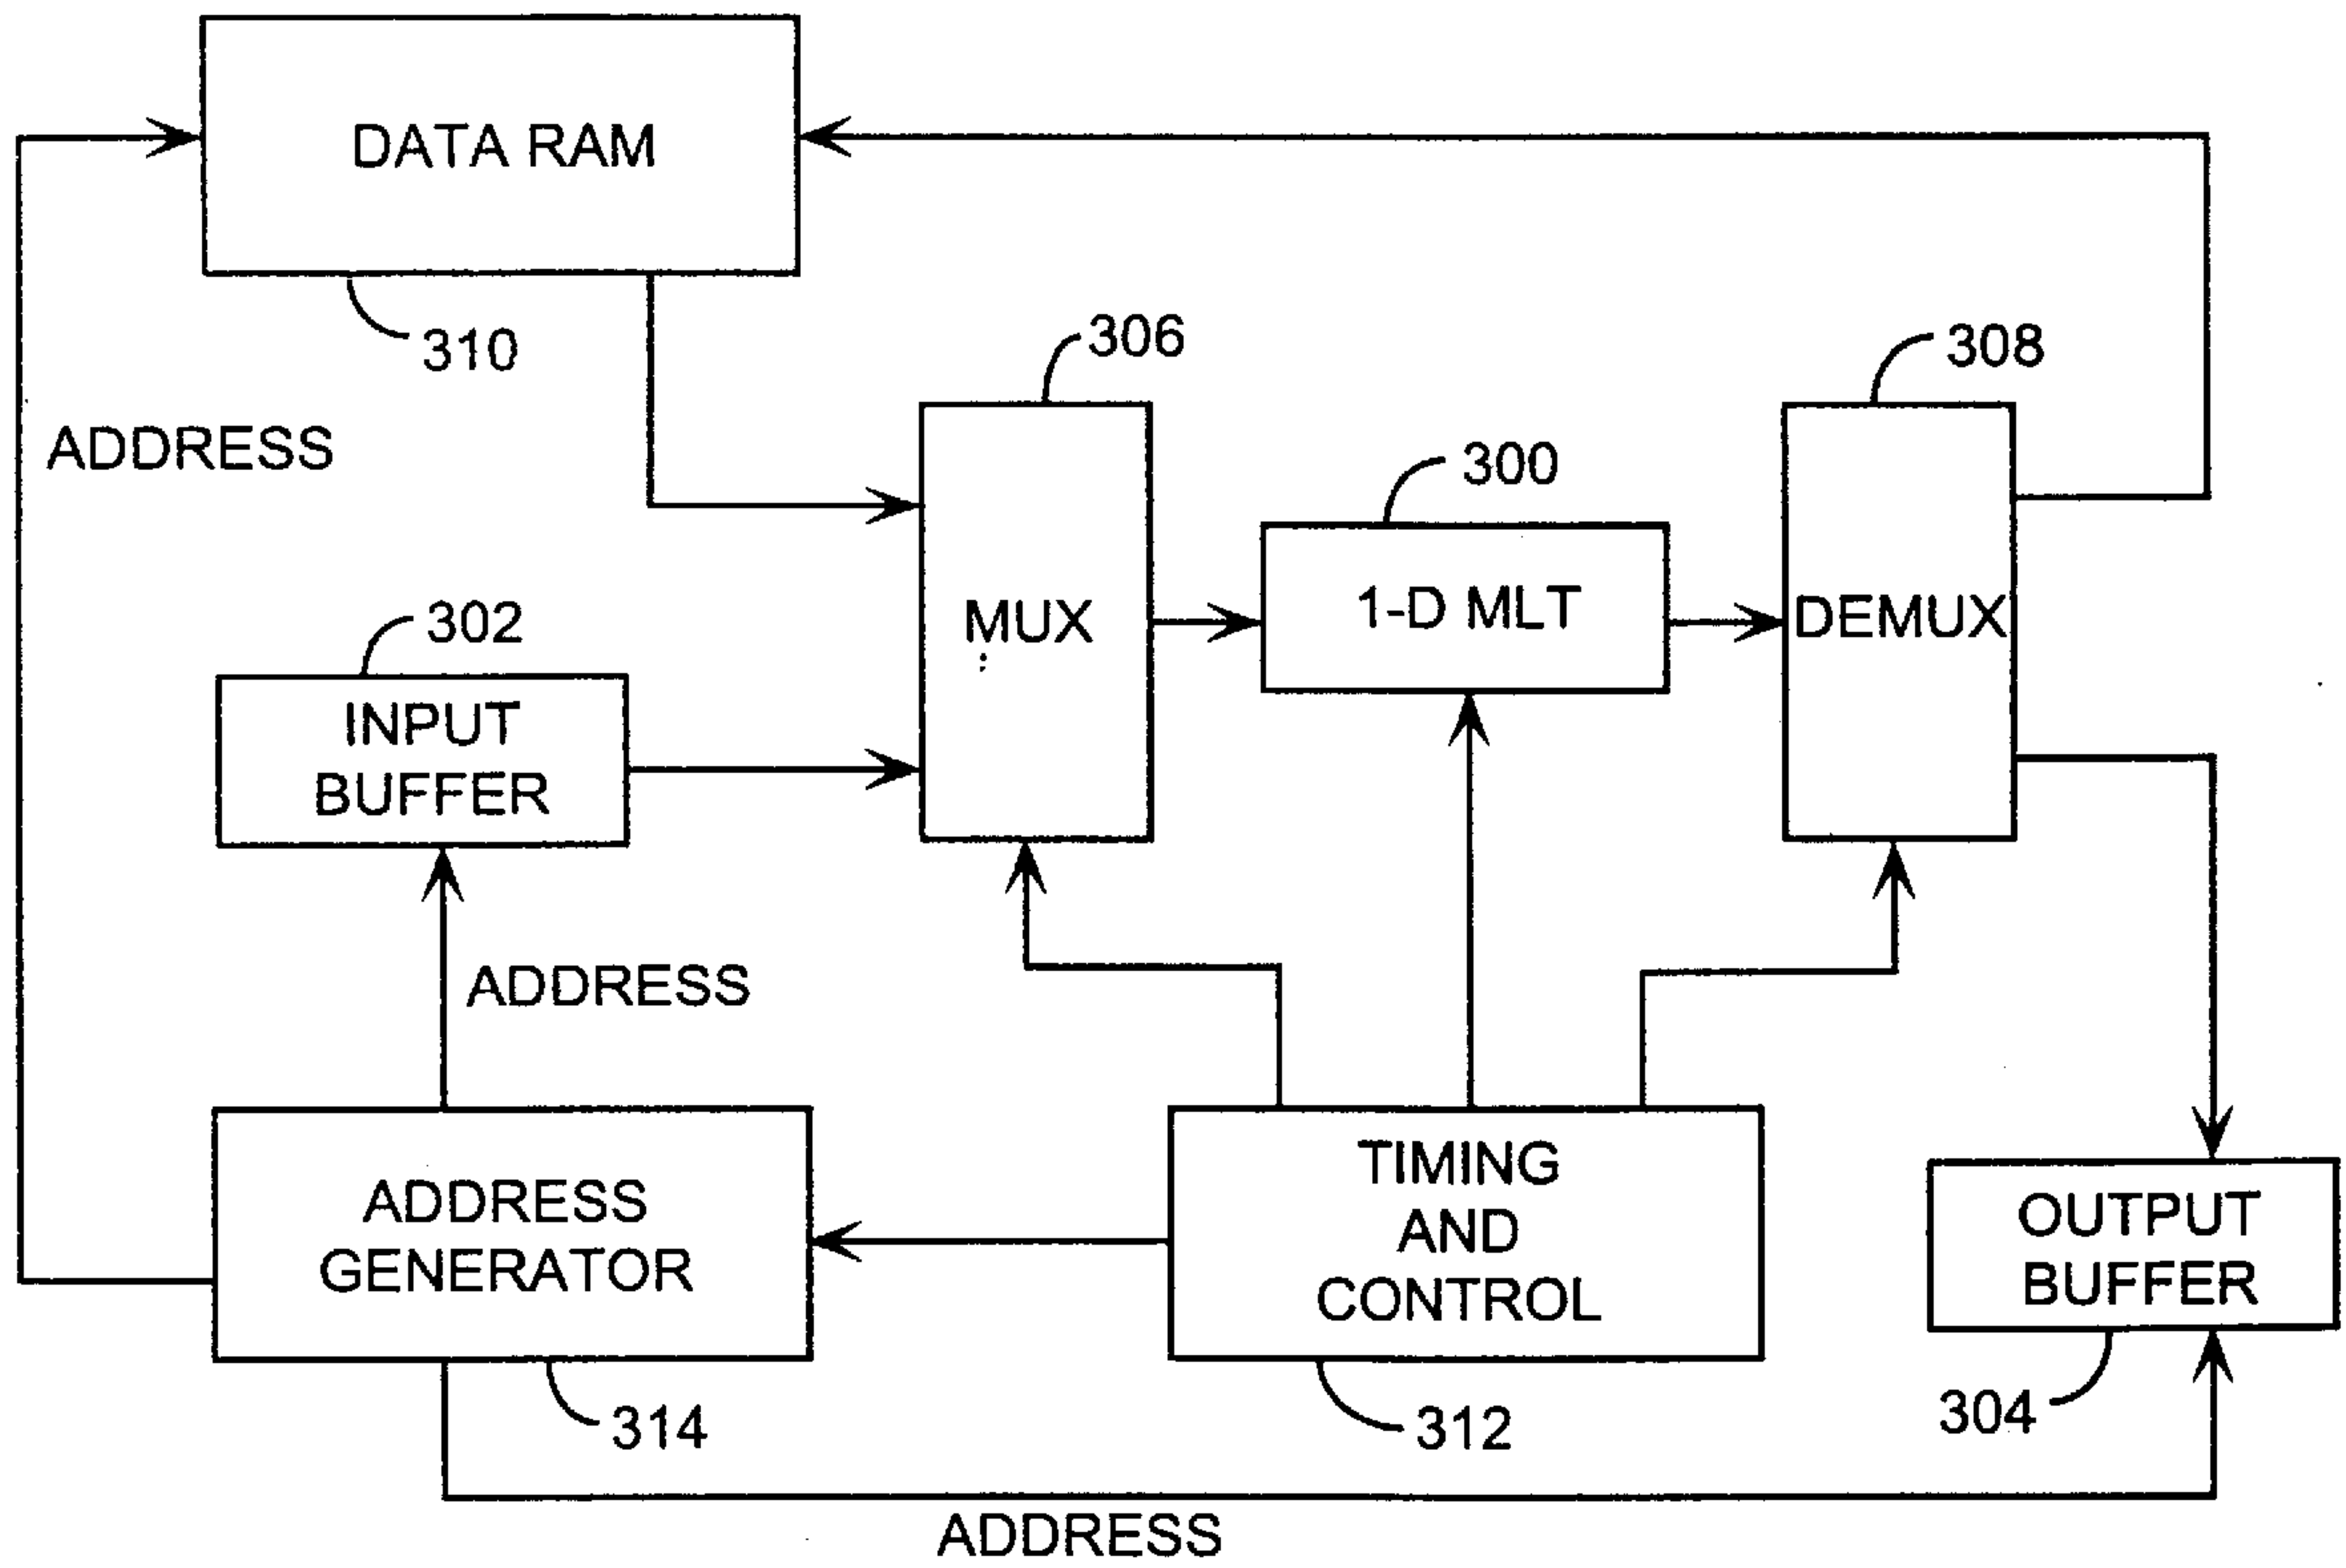 DATA RAM
310
306
308
ADDRESS
300
302
1-D MLT
MUX
DEMUX
INPUT
BUFFER
ADDRESS
TIMING
AND
CONTROL
ADDRESS
GENERATOR
OUTPUT
BUFFER
314
312
304
ADDRESS